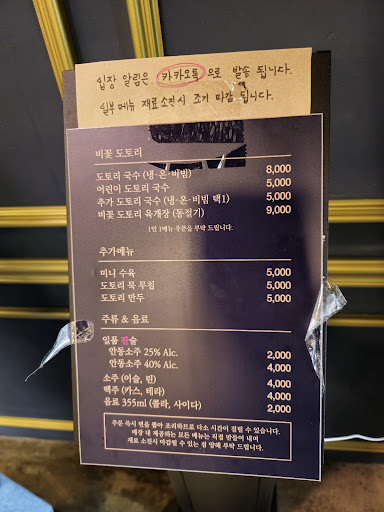 입장 알림은 카카오톡 으로 발송 됩니다.
일부 메뉴 재료 소진시 조기 마감 됩니다.
비꽃 도토리
도토리 국수 (냉·온·비빔) 8,000
어린이 도토리 국수 5,000
추가 도토리 국수 (냉·온·비빔 택1) 5,000
비꽃 도토리 육개장 (동절기) 9,000
1인 1메뉴 주문을 부탁 드립니다.
추가메뉴
미니 수육 5,000
도토리 묵 무침 5,000
도토리 만두 5,000
주류 & 음료
일품 진술
안동소주 25% Alc. 2,000
안동소주 40% Alc. 4,000
소주 (이슬, 린) 4,000
맥주 (카스, 테라) 4,000
음료 355ml (콜라, 사이다) 2,000
주문 즉시 면을 뽑아 조리하므로 다소 시간이 걸릴 수 있습니다.
매장 내 제공되는 모든 메뉴는 직접 만들어 내며
재료 소진시 마감될 수 있는 점 양해 부탁 드립니다.